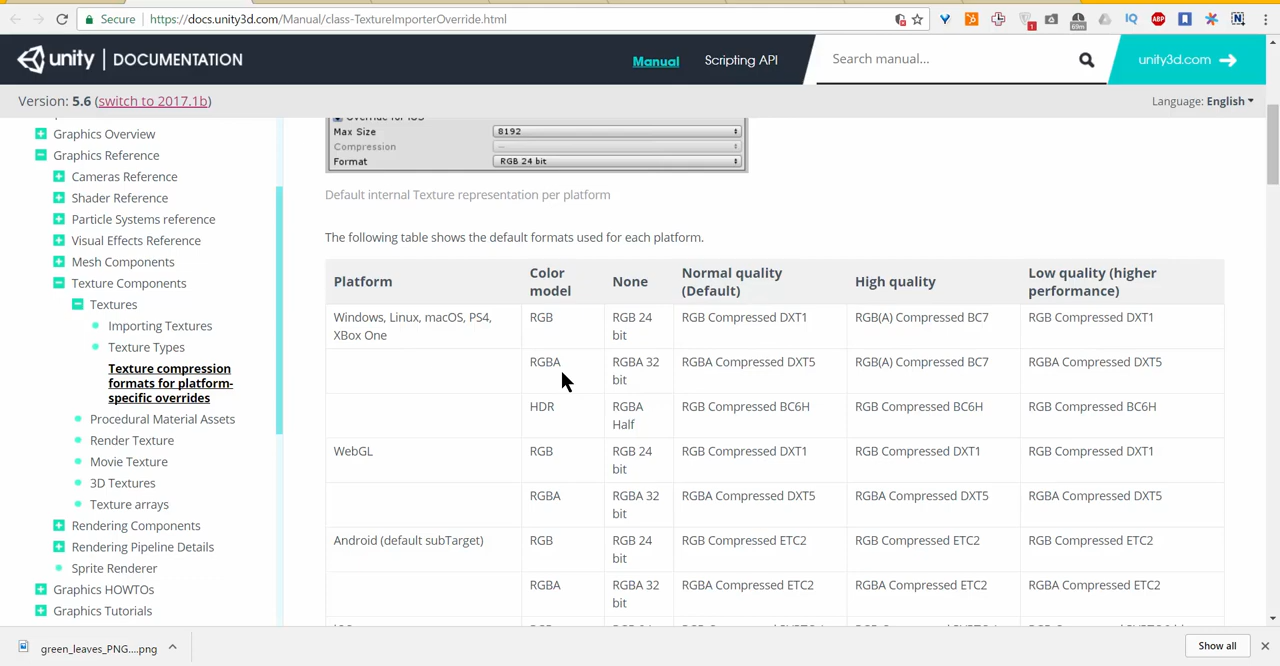 Secure
https://docs.unity3d.com/Manual/class-TextureImporterOverride.html
1
IQ
69m
ABP
N
unity | DOCUMENTATION
Manual
Scripting API
Search manual...
unity3d.com
Version: 5.6 (switch to 2017.1b)
Language: English
Graphics Overview
Graphics Reference
Cameras Reference
Shader Reference
Particle Systems reference
Visual Effects Reference
Mesh Components
Texture Components
Textures
Importing Textures
Texture Types
Texture compression
formats for platform-
specific overrides
Procedural Material Assets
Render Texture
Movie Texture
3D Textures
Texture arrays
Rendering Components
Rendering Pipeline Details
Sprite Renderer
Graphics HOWTOs
Graphics Tutorials
Override for iOS
Max Size 8192
Compression
Format RGB 24 bit
Default internal Texture representation per platform
The following table shows the default formats used for each platform.
Platform
Color
model
None
Normal quality
(Default)
High quality
Low quality (higher
performance)
Windows, Linux, macOS, PS4,
XBox One
RGB
RGB 24
bit
RGB Compressed DXT1
RGB(A) Compressed BC7
RGB Compressed DXT1
RGBA
RGBA 32
bit
RGBA Compressed DXT5
RGB(A) Compressed BC7
RGBA Compressed DXT5
HDR
RGBA
Half
RGB Compressed BC6H
RGB Compressed BC6H
RGB Compressed BC6H
WebGL
RGB
RGB 24
bit
RGB Compressed DXT1
RGB Compressed DXT1
RGB Compressed DXT1
RGBA
RGBA 32
bit
RGBA Compressed DXT5
RGBA Compressed DXT5
RGBA Compressed DXT5
Android (default subTarget)
RGB
RGB 24
bit
RGB Compressed ETC2
RGB Compressed ETC2
RGB Compressed ETC2
RGBA
RGBA 32
bit
RGBA Compressed ETC2
RGBA Compressed ETC2
RGBA Compressed ETC2
green_leaves_PNG....png
Show all